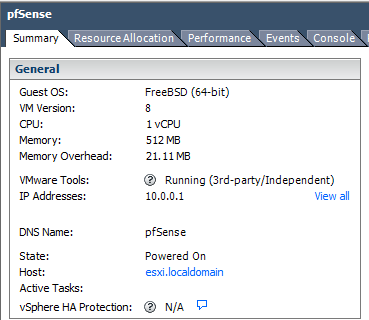 pfSense
Summary Resource Allocation Performance Events Console
General
Guest OS: FreeBSD (64-bit)
VM Version: 8
CPU: 1 vCPU
Memory: 512 MB
Memory Overhead: 21.11 MB
VMware Tools: Running (3rd-party/Independent)
IP Addresses: 10.0.0.1 View all
DNS Name: pfSense
State: Powered On
Host: esxi.localdomain
Active Tasks:
vSphere HA Protection: N/A